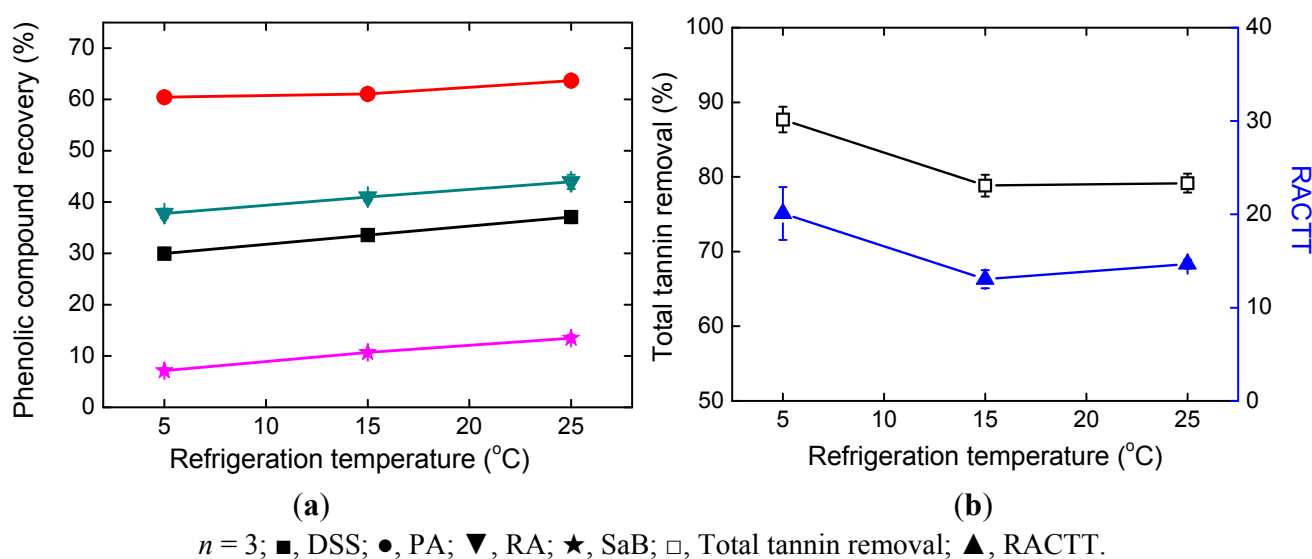 Phenolic compound recovery (%)
70
60
50
40
30
20
10
0
5 10 15 20 25
Refrigeration temperature (°C)
(a)
Total tannin removal (%)
100
90
80
70
60
50
5 10 15 20 25
Refrigeration temperature (°C)
40
30
20
10
0
RACTT
(b)
n = 3; ■, DSS; ●, PA; ▼, RA; ★, SaB; □, Total tannin removal; ▲, RACTT.